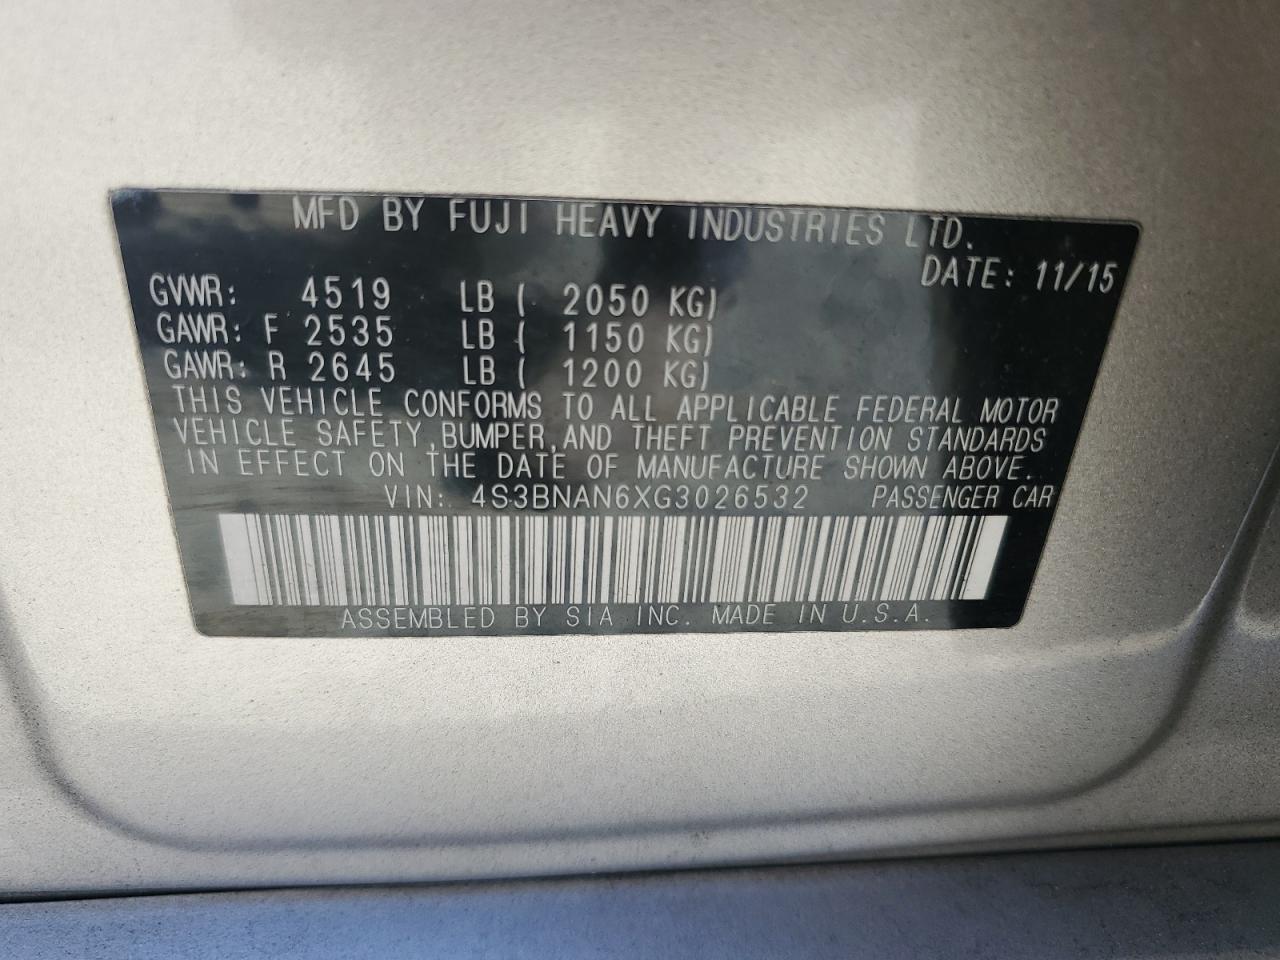 MFD BY FUJI HEAVY INDUSTRIES LTD.
DATE: 11/15
GVWR: 4519 LB ( 2050 KG)
GAWR: F 2535 LB ( 1150 KG)
GAWR: R 2645 LB ( 1200 KG)
THIS VEHICLE CONFORMS TO ALL APPLICABLE FEDERAL MOTOR
VEHICLE SAFETY,BUMPER,AND THEFT PREVENTION STANDARDS
IN EFFECT ON THE DATE OF MANUFACTURE SHOWN ABOVE.
VIN: 4S3BNAN6XG3026532 PASSENGER CAR
ASSEMBLED BY SIA INC. MADE IN U.S.A.